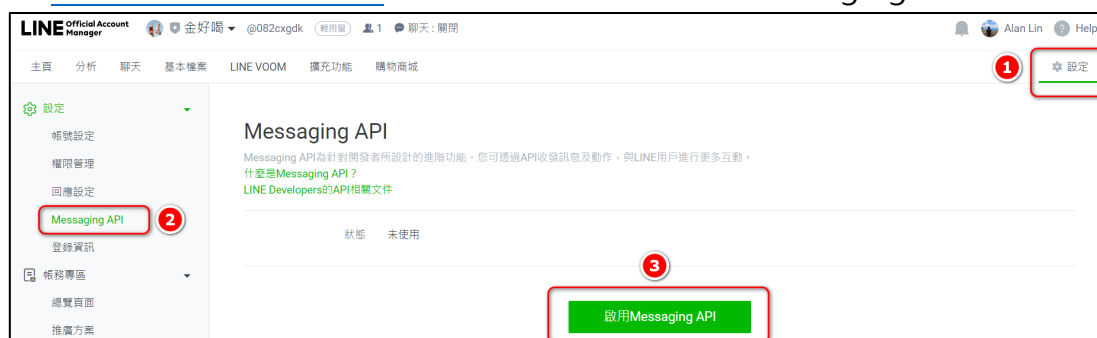 LINE Official Account Manager 金好喝 @082cxgdk 輕用量 1 聊天 : 關閉 Alan Lin Help
主頁 分析 聊天 基本檔案 LINE VOOM 擴充功能 購物商城 1 設定
設定
帳號設定
權限管理
回應設定
Messaging API 2
登錄資訊
帳務專區
總覽頁面
推廣方案
Messaging API
Messaging API為針對開發者所設計的進階功能。您可透過API收發訊息及動作,與LINE用戶進行更多互動。
什麼是Messaging API?
LINE Developers的API相關文件
狀態 未使用
3
啟用Messaging API